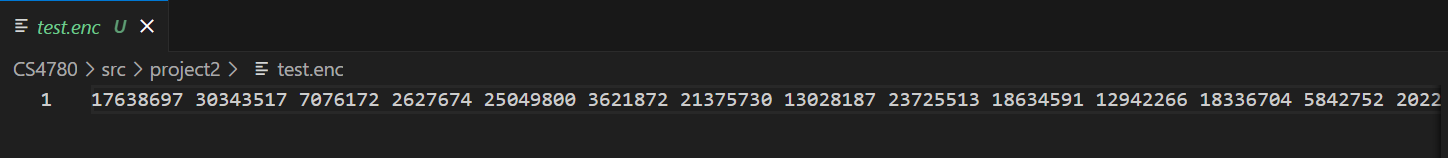 test.enc U
CS4780 > src > project2 > test.enc
1 17638697 30343517 7076172 2627674 25049800 3621872 21375730 13028187 23725513 18634591 12942266 18336704 5842752 2022